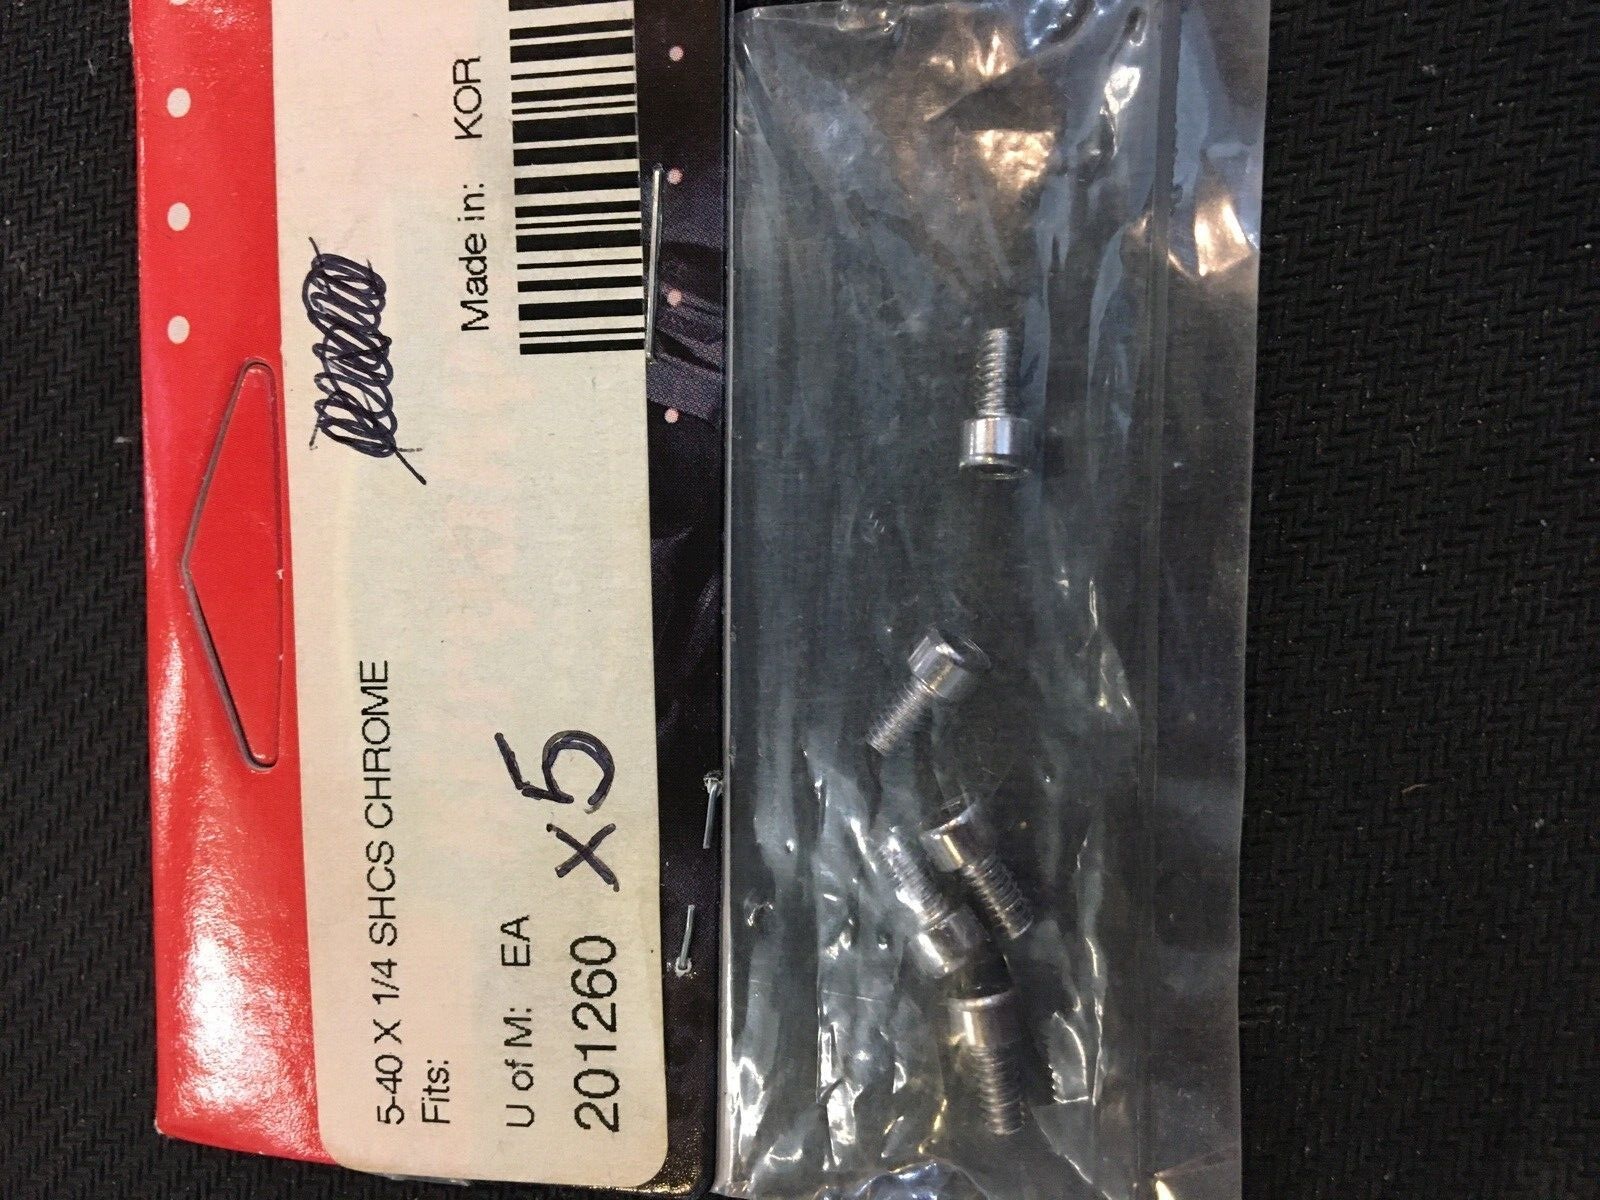 5-40 X 1/4 SHCS CHROME
Fits:
Made in: KOR
U of M: EA
201260 x5